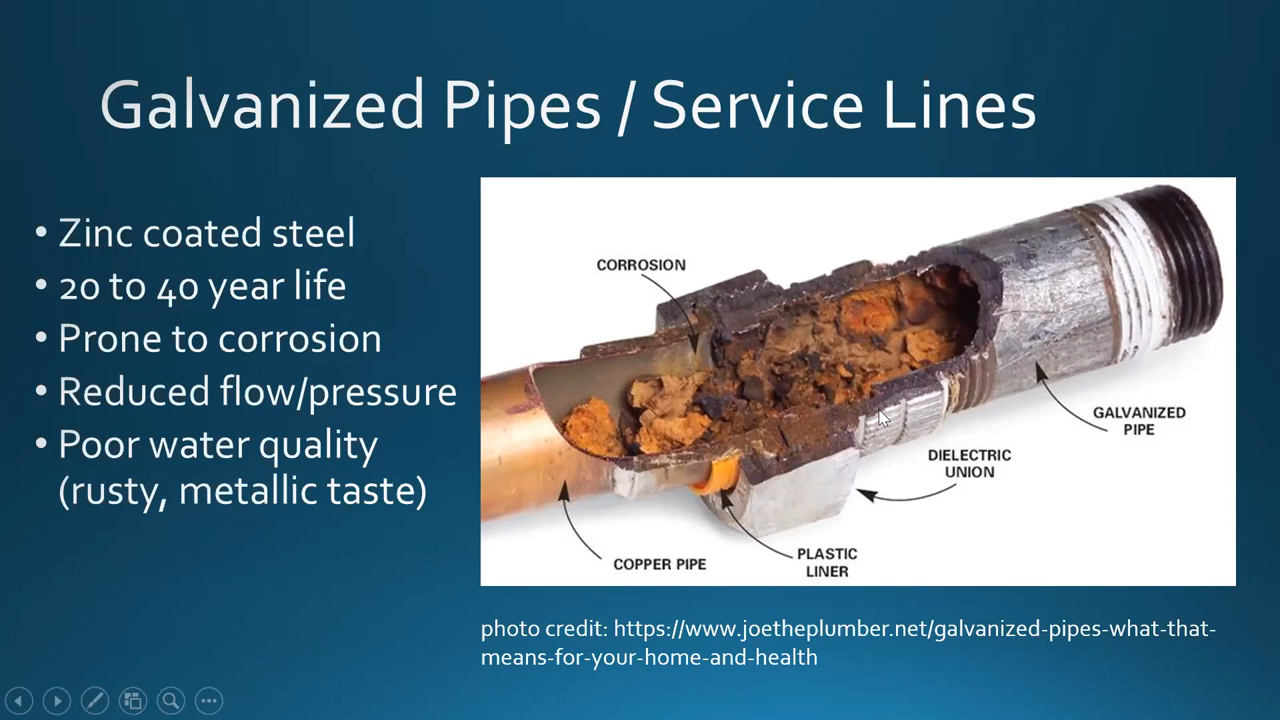 Galvanized Pipes / Service Lines
• Zinc coated steel
• 20 to 40 year life
• Prone to corrosion
• Reduced flow/pressure
• Poor water quality
(rusty, metallic taste)
CORROSION
GALVANIZED
PIPE
DIELECTRIC
UNION
PLASTIC
LINER
COPPER PIPE
photo credit: https://www.joetheplumber.net/galvanized-pipes-what-that-
means-for-your-home-and-health